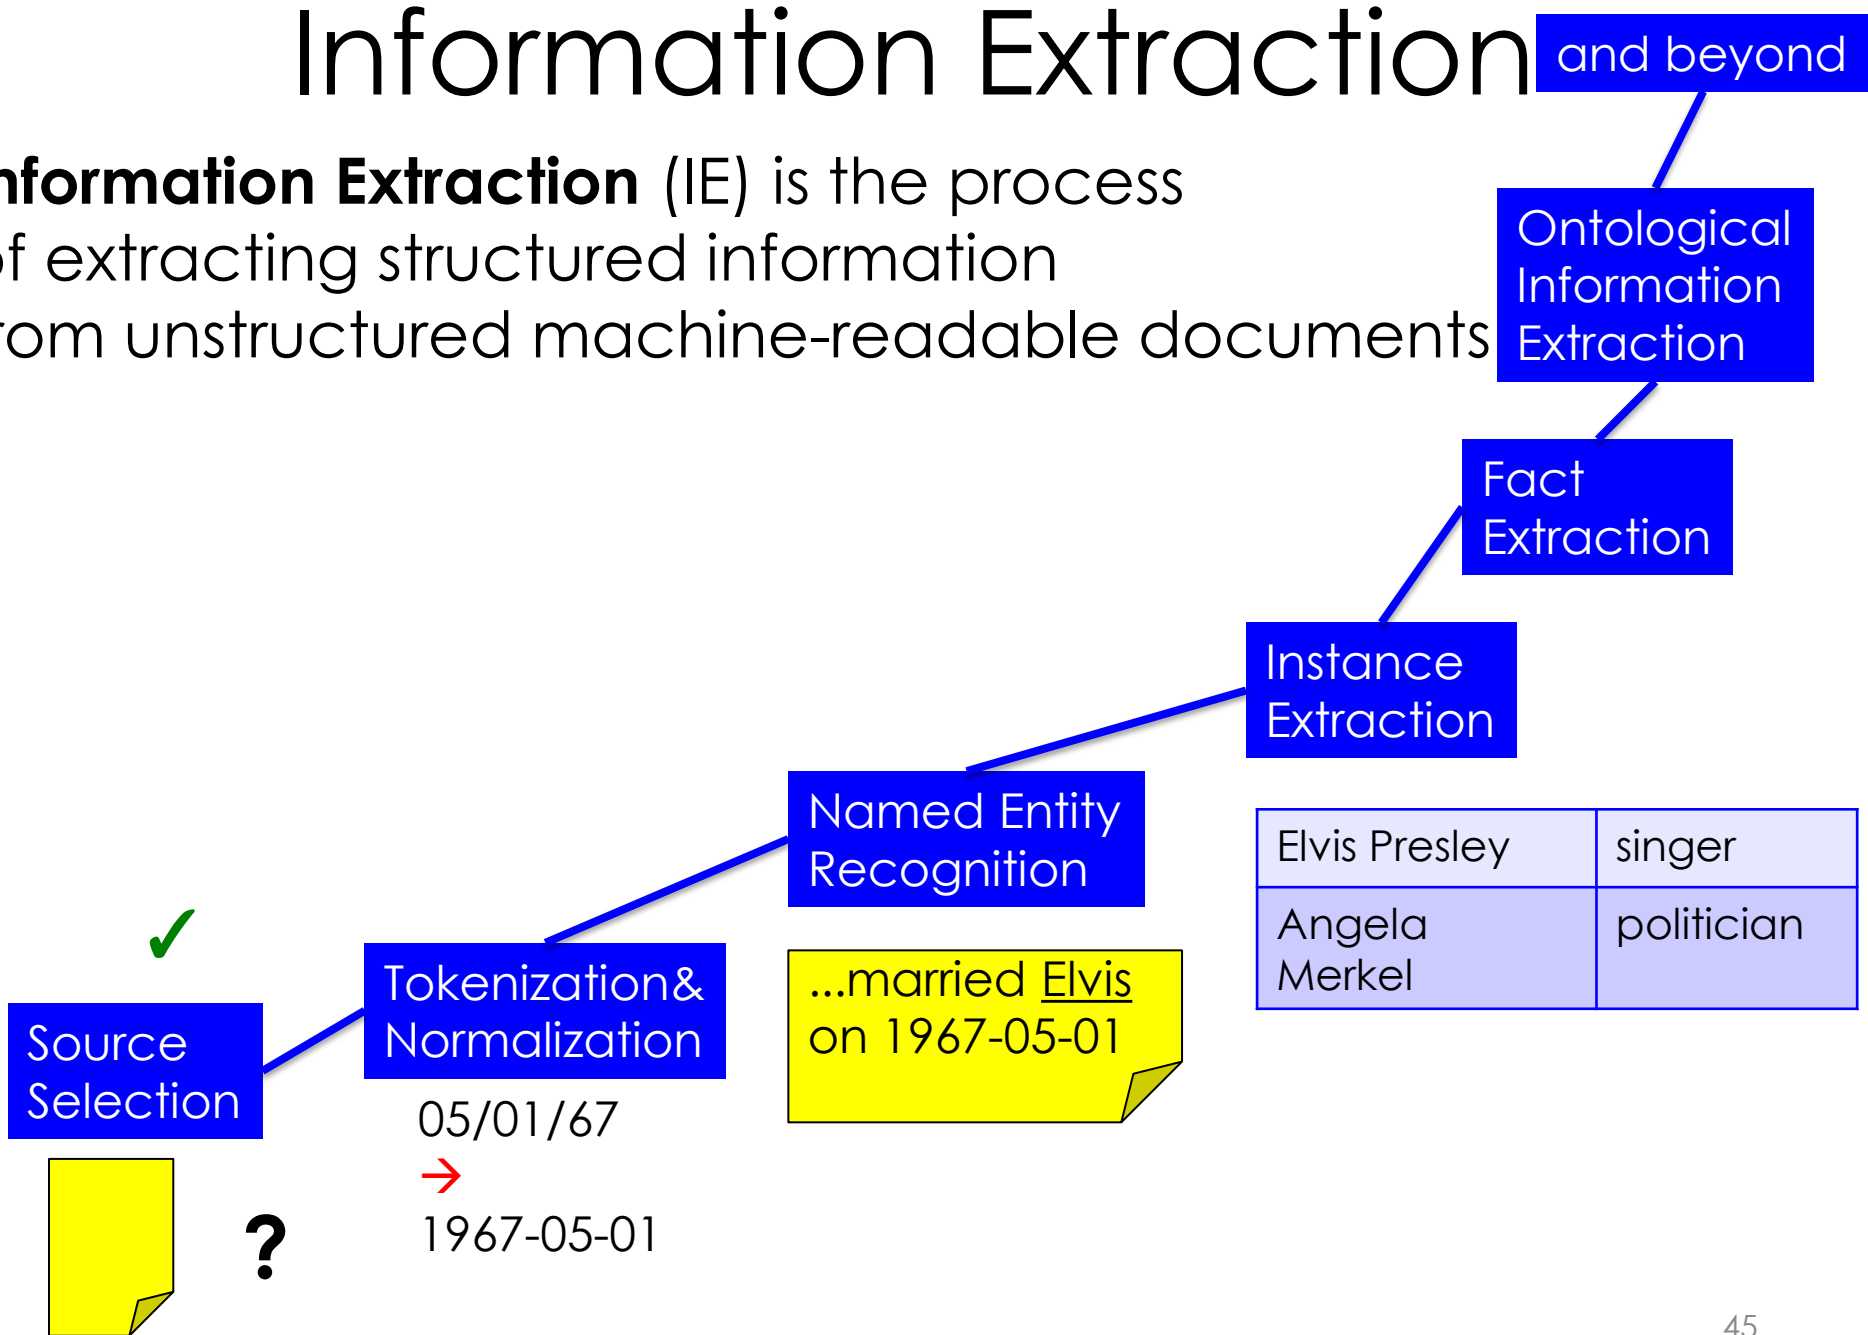 Information Extraction
and beyond
nformation Extraction (IE) is the process
of extracting structured information
rom unstructured machine-readable documents
Ontological
Information
Extraction
Fact
Extraction
Instance
Extraction
Named Entity
Recognition
Elvis Presley singer
Angela politician
Merkel
✓
Tokenization&
Normalization
...married Elvis
on 1967-05-01
Source
Selection
05/01/67
→
1967-05-01
?
45